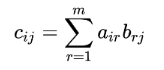 c_{ij} = \sum_{r=1}^{m} a_{ir} b_{rj}